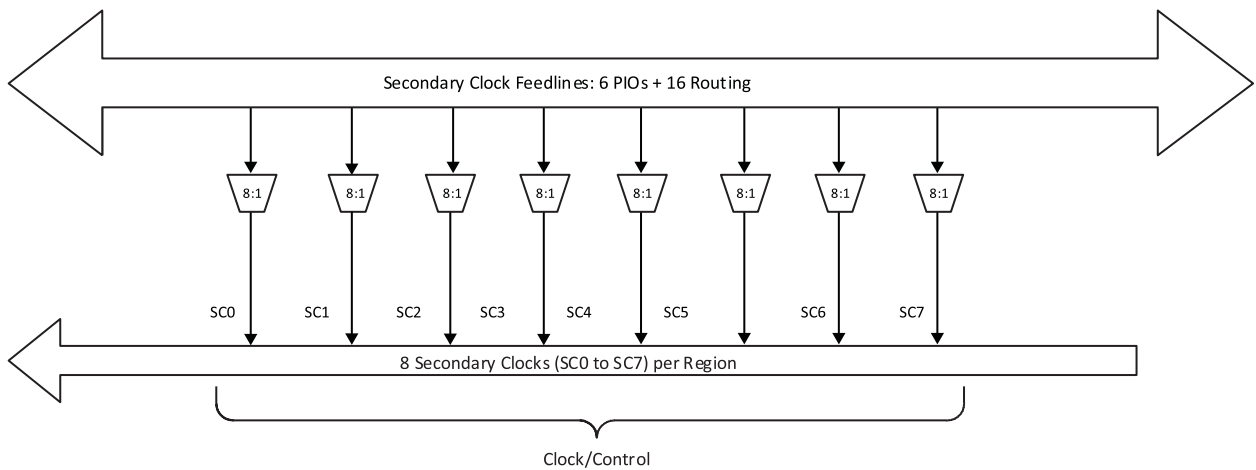 Secondary Clock Feedlines: 6 PIOs + 16 Routing
8:1 8:1 8:1 8:1 8:1 8:1 8:1 8:1
SC0 SC1 SC2 SC3 SC4 SC5 SC6 SC7
8 Secondary Clocks (SC0 to SC7) per Region
Clock/Control